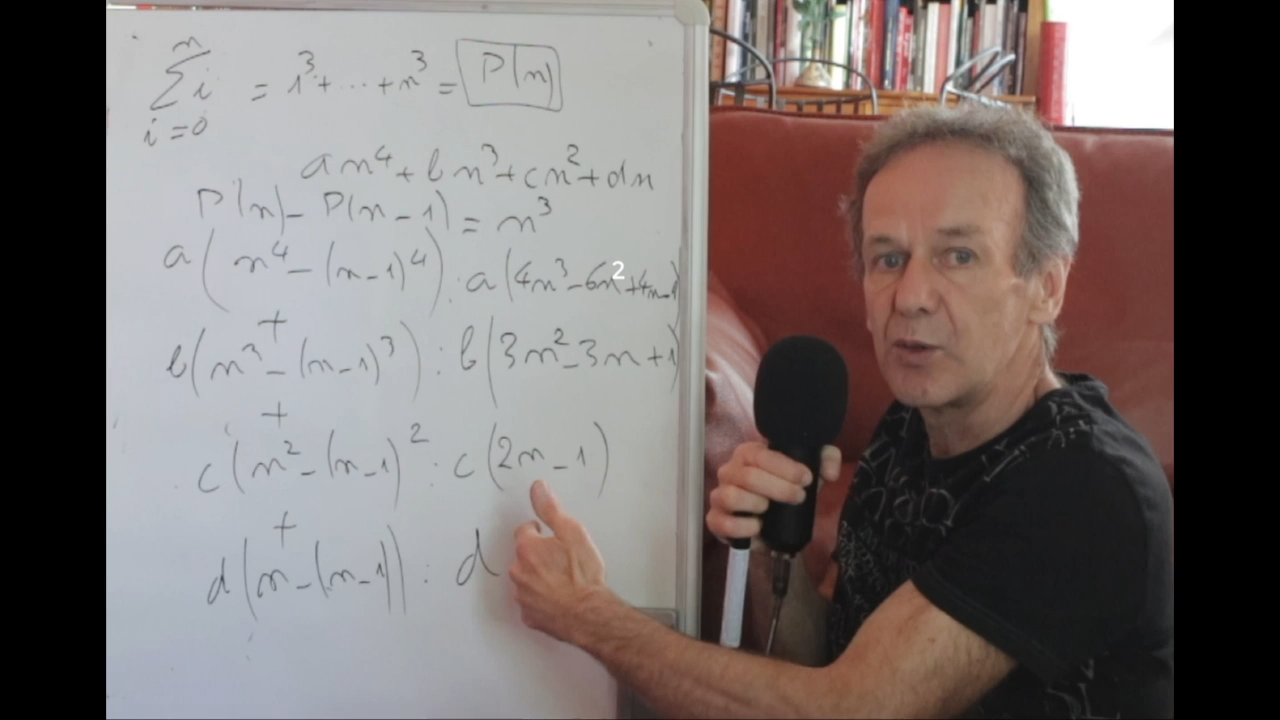 n
∑ i = 1³+...+n³ = P(n)
i=0
an⁴+bn³+cn²+dn
P(n)-P(n-1)=n³
a(n⁴-(n-1)⁴): a(4n³-6n²+4n-1)
+
b(n³-(n-1)³): b(3n²-3n+1)
+
c(n²-(n-1)²: c(2n-1)
+
d(n-(n-1)): d